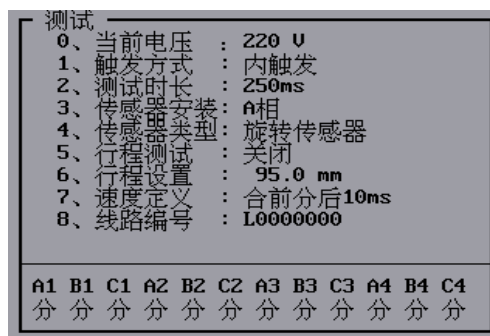 测试
0、当前电压 : 220 V
1、触发方式 : 内触发
2、测试时长 : 250ms
3、传感器安装: A相
4、传感器类型: 旋转传感器
5、行程测试 : 关闭
6、行程设置 : 95.0 mm
7、速度定义 : 合前分后10ms
8、线路编号 : L0000000
A1 B1 C1 A2 B2 C2 A3 B3 C3 A4 B4 C4
分 分 分 分 分 分 分 分 分 分 分 分